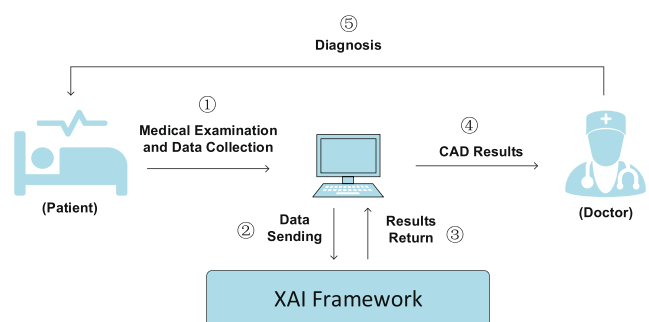 ⑤
Diagnosis
①
Medical Examination
and Data Collection
④
CAD Results
(Patient)
(Doctor)
②
Data
Sending
Results
Return
③
XAI Framework